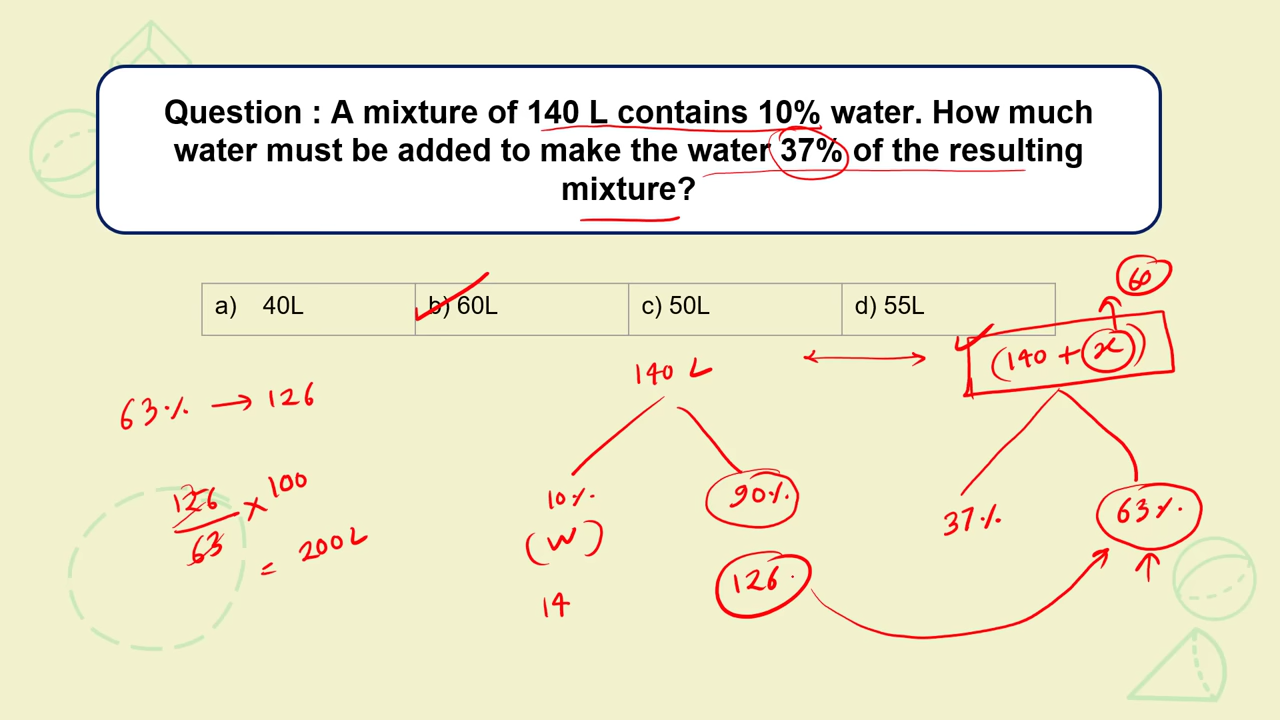 Question : A mixture of 140 L contains 10% water. How much
water must be added to make the water 37% of the resulting
mixture?
60
a) 40L b) 60L c) 50L d) 55L
140 L (140 + x)
63% → 126
126/63 × 100
= 200L
10% 90% 37% 63%
(W)
14 126